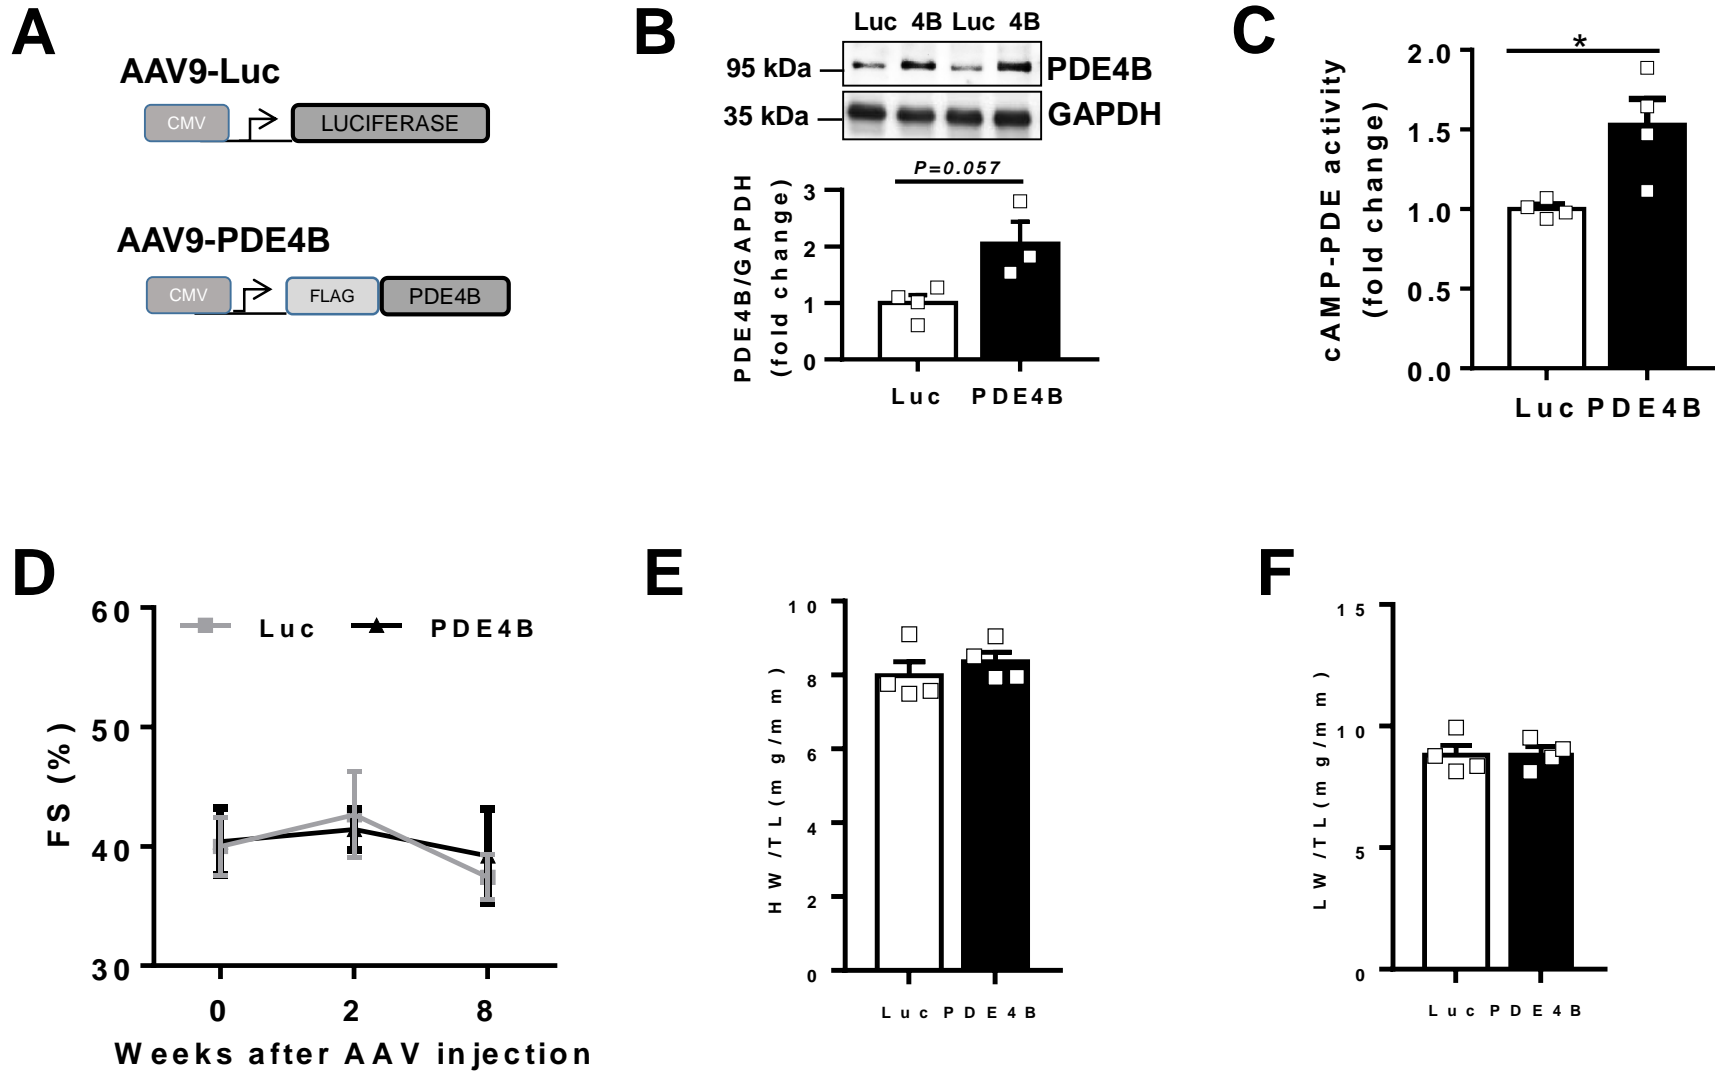 A
AAV9-Luc
CMV
LUCIFERASE
AAV9-PDE4B
CMV
FLAG
PDE4B
B
Luc 4B Luc 4B
95 kDa
PDE4B
35 kDa
GAPDH
P=0.057
PDE4B/GAPDH
(fold change)
3
2
1
0
Luc PDE4B
C
*
cAMP-PDE activity
(fold change)
2.0
1.5
1.0
0.5
0.0
Luc PDE4B
D
FS (%)
60
50
40
30
Luc PDE4B
0 2 8
Weeks after AAV injection
E
HW/TL(mg/mm)
10
8
6
4
2
0
Luc PDE4B
F
LW/TL(mg/mm)
15
10
5
0
Luc PDE4B